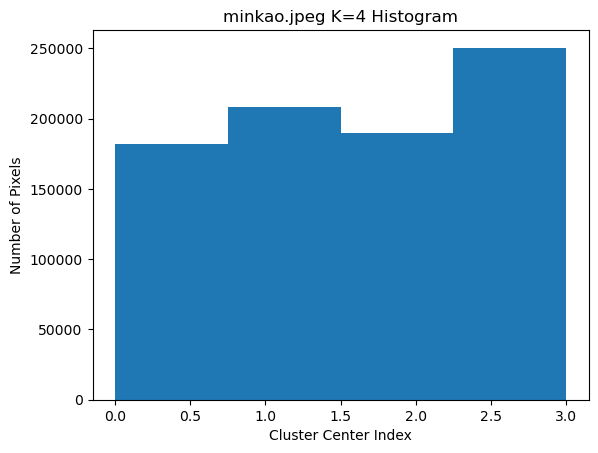 minkao.jpeg K=4 Histogram
Number of Pixels
250000
200000
150000
100000
50000
0
0.0 0.5 1.0 1.5 2.0 2.5 3.0
Cluster Center Index